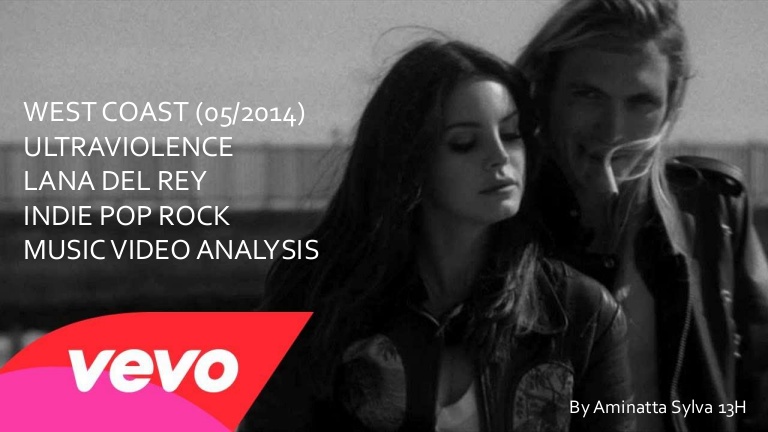 WEST COAST (05/2014)
ULTRAVIOLENCE
LANA DEL REY
INDIE POP ROCK
MUSIC VIDEO ANALYSIS
vevo
By Aminatta Sylva 13H